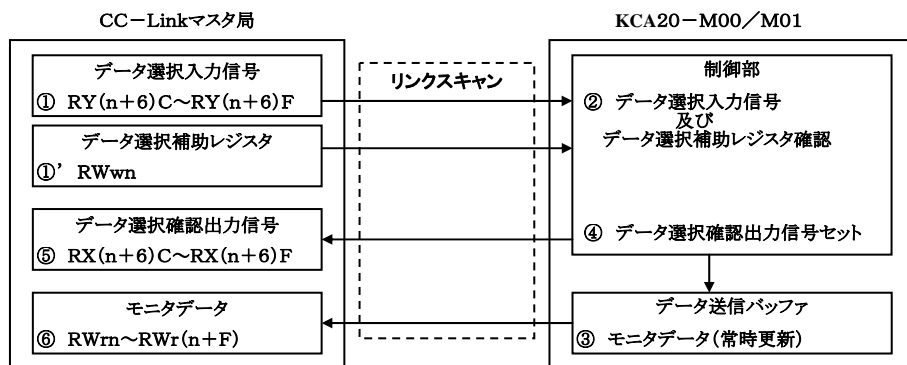 CC－Linkマスタ局
データ選択入力信号
① RY(n＋6)C～RY(n＋6)F
データ選択補助レジスタ
①’ RWwn
データ選択確認出力信号
⑤ RX(n＋6)C～RX(n＋6)F
モニタデータ
⑥ RWrn～RWr(n＋F)
リンクスキャン
KCA20－M00／M01
制御部
② データ選択入力信号
及び
データ選択補助レジスタ確認
④ データ選択確認出力信号セット
データ送信バッファ
③ モニタデータ(常時更新)